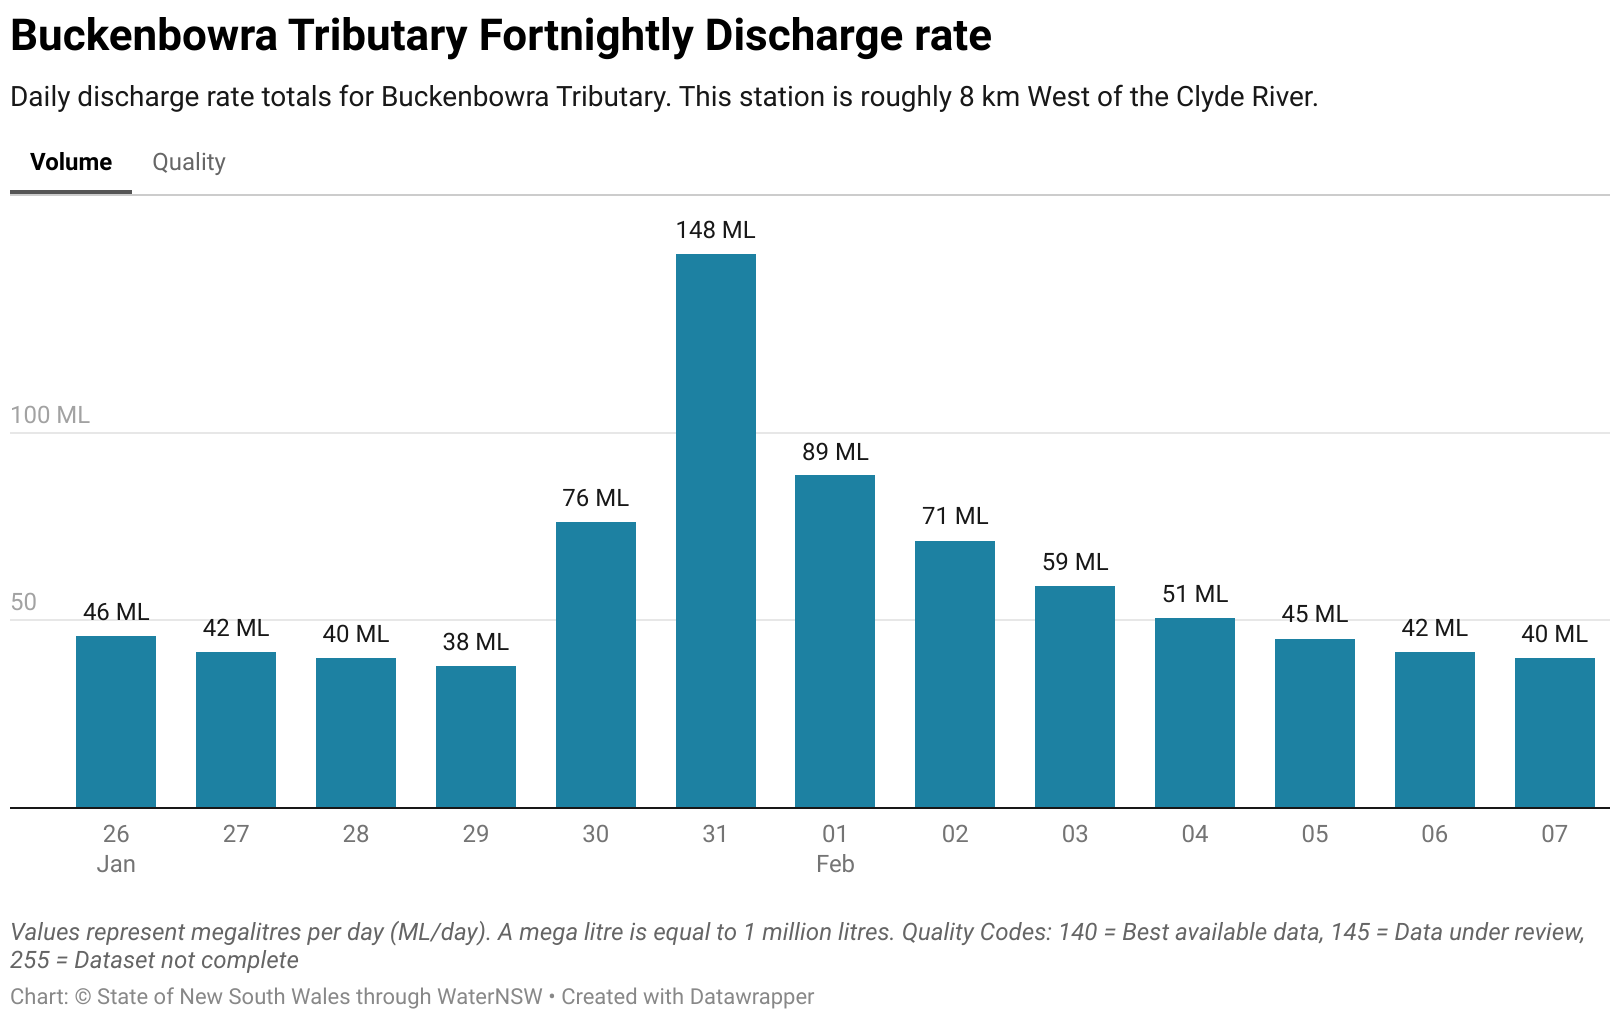 Buckenbowra Tributary Fortnightly Discharge rate
Daily discharge rate totals for Buckenbowra Tributary. This station is roughly 8 km West of the Clyde River.
Volume Quality
148 ML
100 ML
89 ML
76 ML
71 ML
59 ML
51 ML
50
46 ML
45 ML
42 ML
42 ML
40 ML
40 ML
38 ML
26 27 28 29 30 31 01 02 03 04 05 06 07
Jan Feb
Values represent megalitres per day (ML/day). A mega litre is equal to 1 million litres. Quality Codes: 140 = Best available data, 145 = Data under review,
255 = Dataset not complete
Chart: © State of New South Wales through WaterNSW • Created with Datawrapper